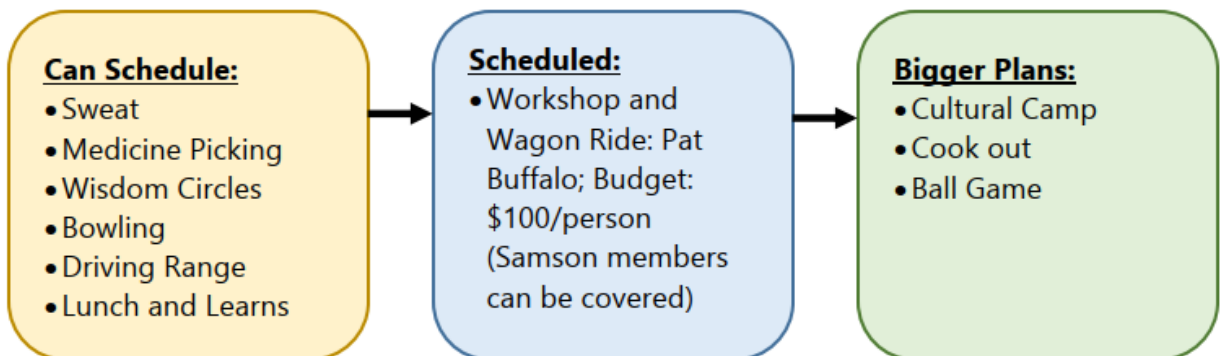 Can Schedule:
• Sweat
• Medicine Picking
• Wisdom Circles
• Bowling
• Driving Range
• Lunch and Learns
Scheduled:
• Workshop and
Wagon Ride: Pat
Buffalo; Budget:
$100/person
(Samson members
can be covered)
Bigger Plans:
• Cultural Camp
• Cook out
• Ball Game